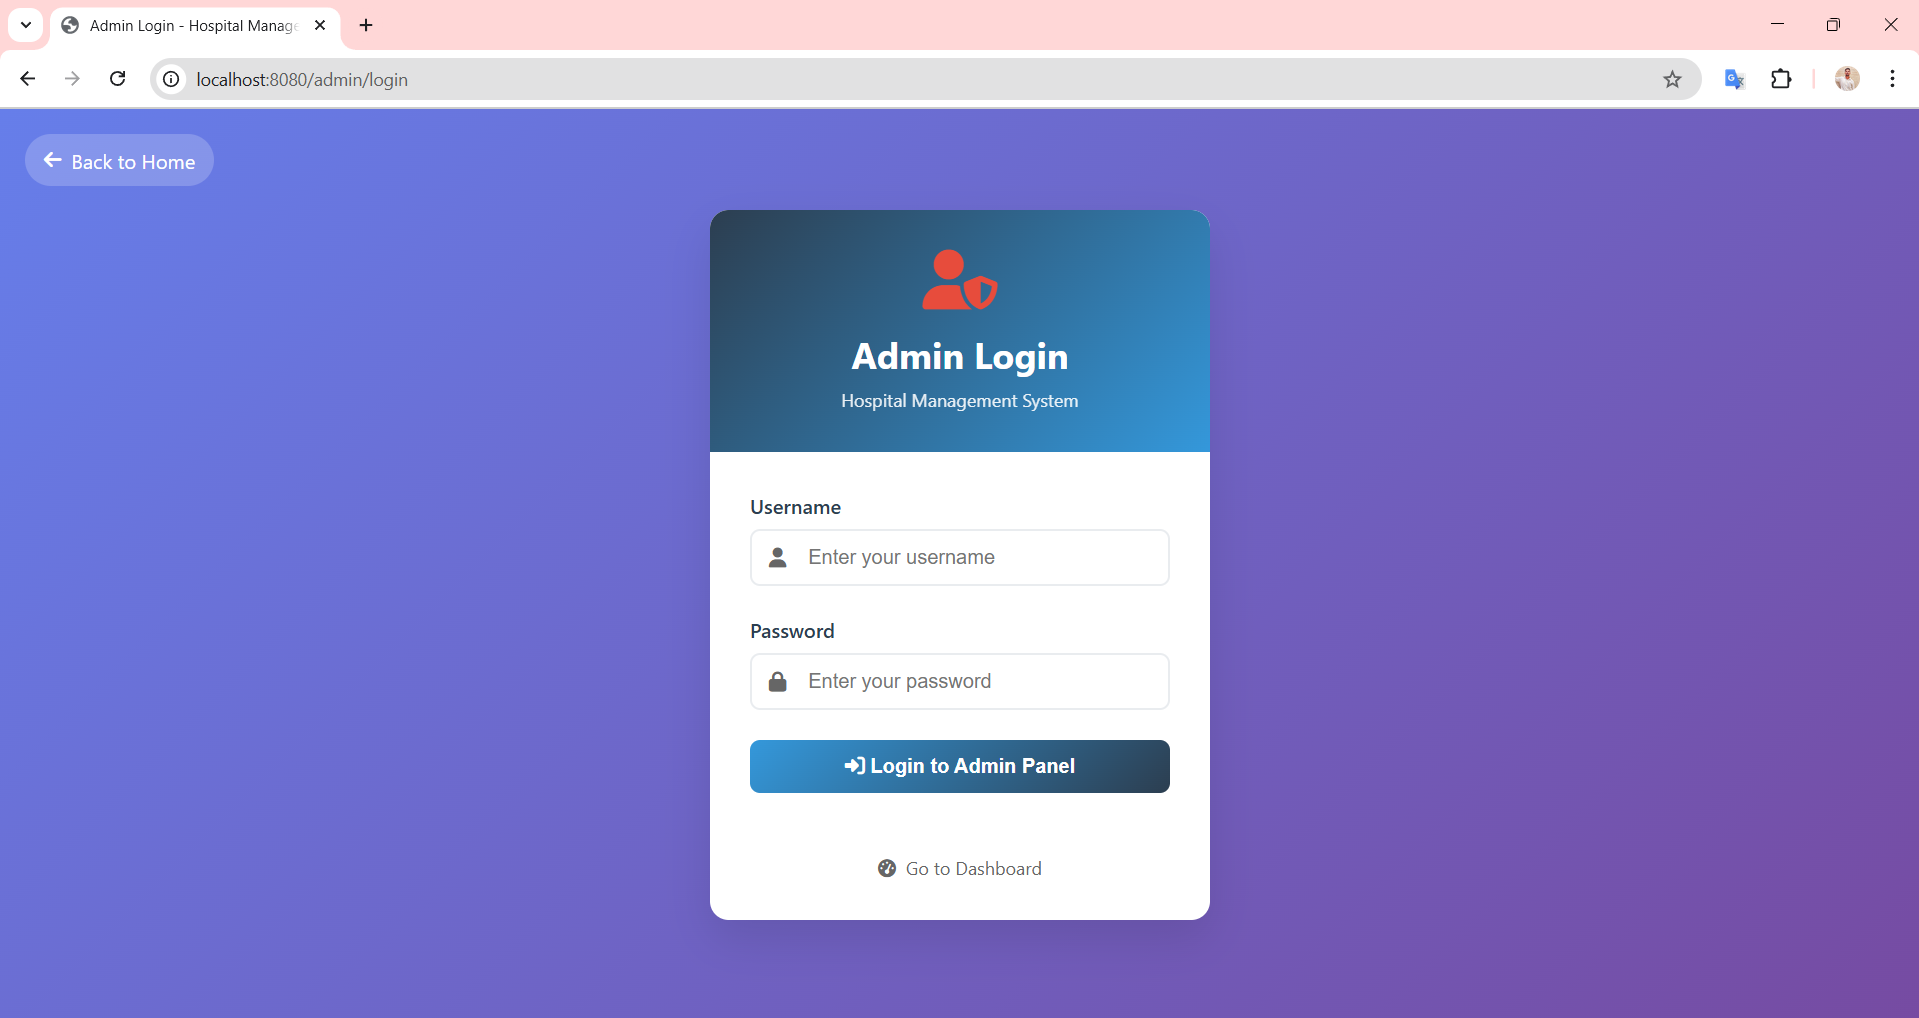 Admin Login - Hospital Manag
localhost:8080/admin/login
Back to Home
Admin Login
Hospital Management System
Username
Enter your username
Password
Enter your password
Login to Admin Panel
Go to Dashboard